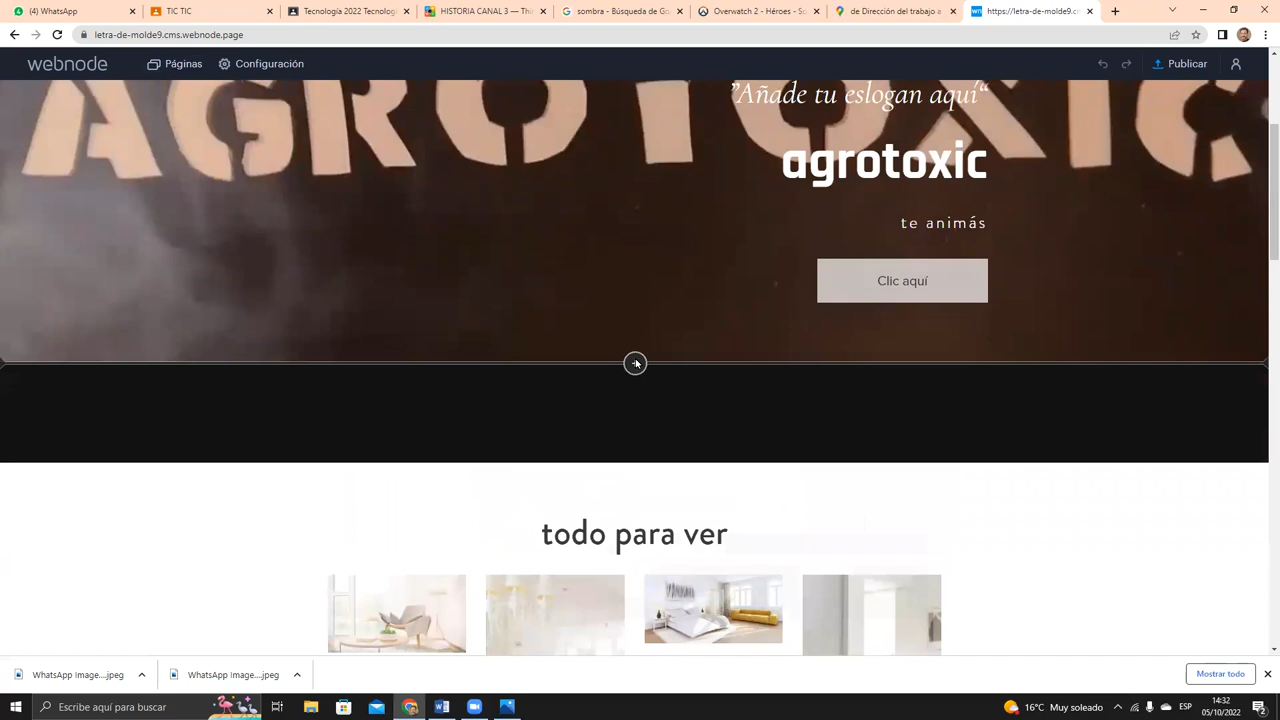 (4) WhatsApp
TIC TIC
Tecnología 2022 Tecnologí
HISTORIA CANAL 3 — Thi
sombra - Búsqueda de Go
Overwatch 2 - Héroes - S
de Dirección del trabajo a
https://letra-de-molde9.c
letra-de-molde9.cms.webnode.page
webnode
Páginas
Configuración
Publicar
AGROTOXIC
”Añade tu eslogan aquí“
agrotoxic
te animás
Clic aquí
todo para ver
WhatsApp Image....jpeg
WhatsApp Image....jpeg
Mostrar todo
Escribe aquí para buscar
16°C Muy soleado
ESP
14:32
05/10/2022
2